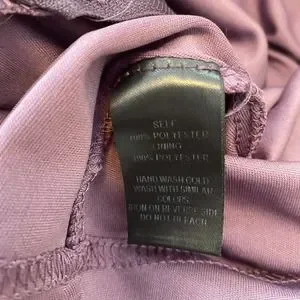 SELF
100% POLYESTER
LINING
100% POLYESTER
HAND WASH COLD
WASH WITH SIMILAR
COLORS
IRON ON REVERSE SIDE
DO NOT BLEACH